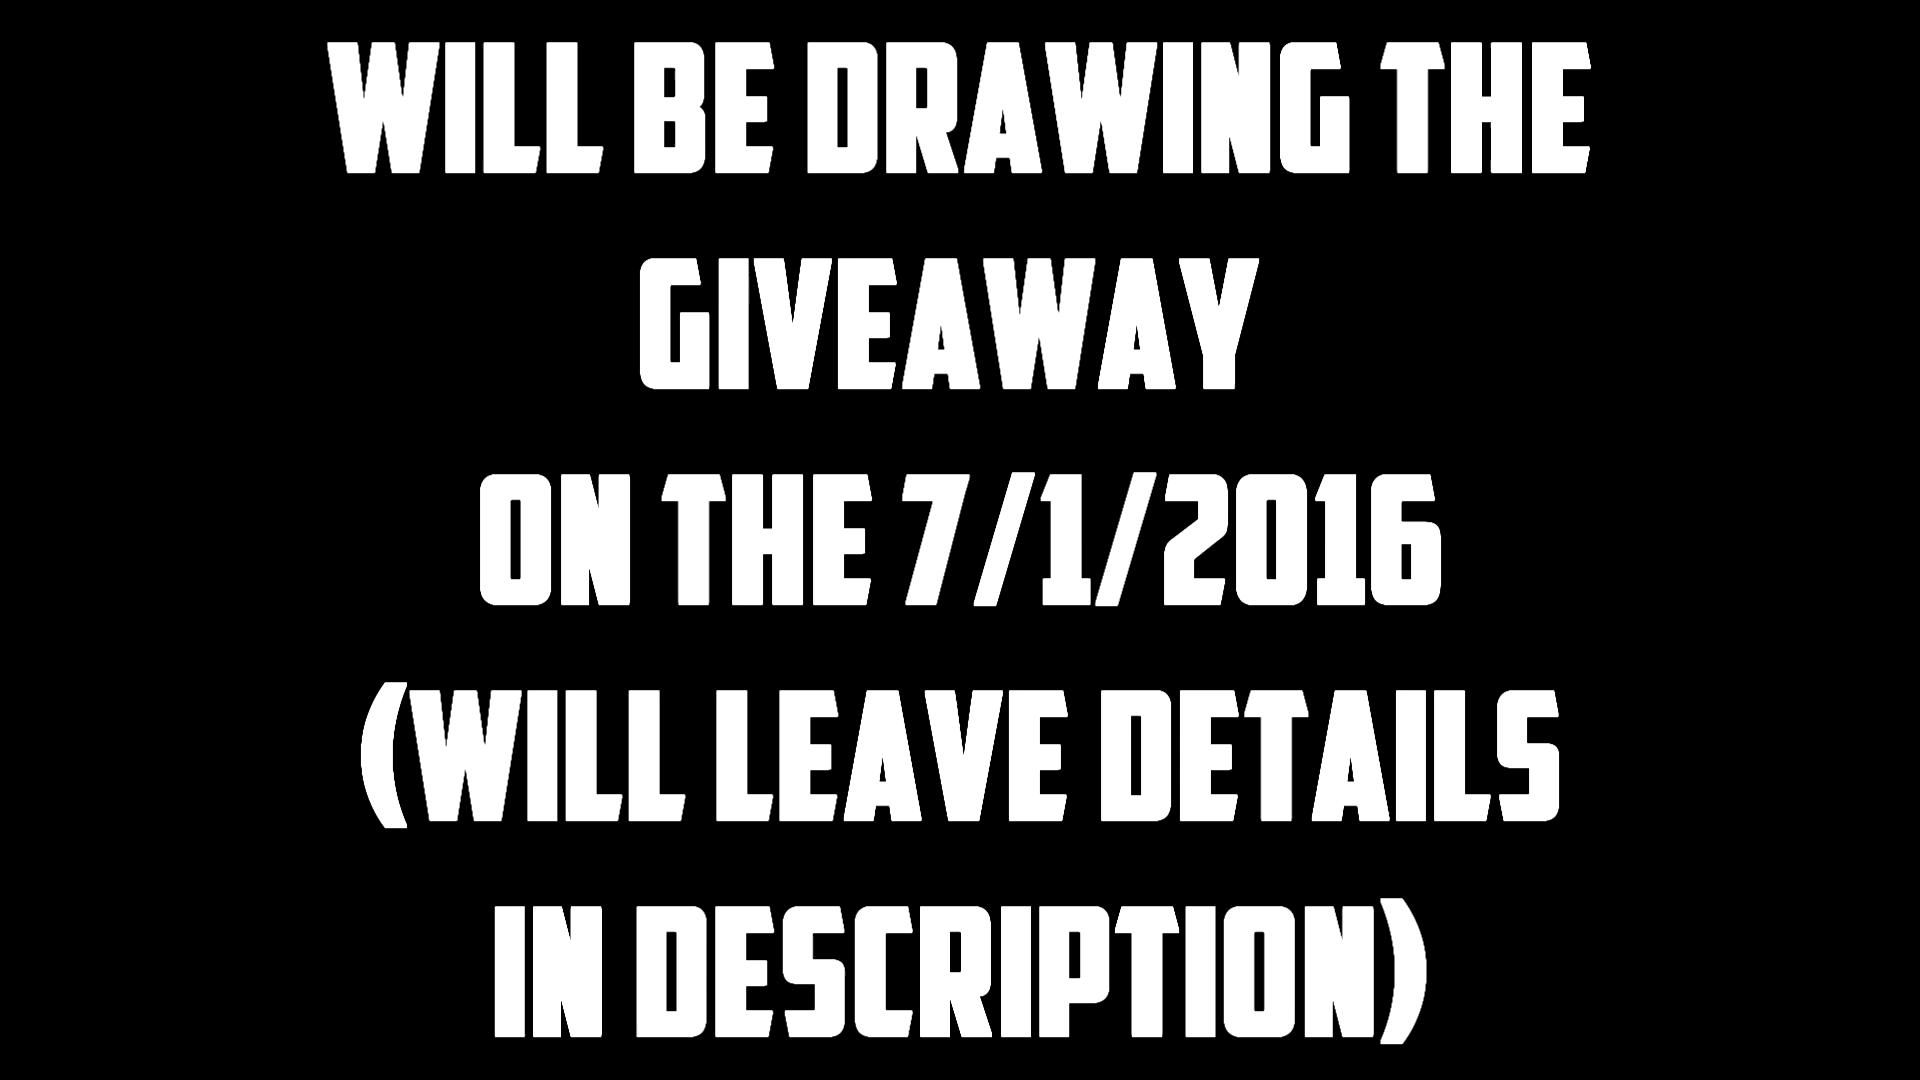 WILL BE DRAWING THE
GIVEAWAY
ON THE 7/1/2016
(WILL LEAVE DETAILS
IN DESCRIPTION)